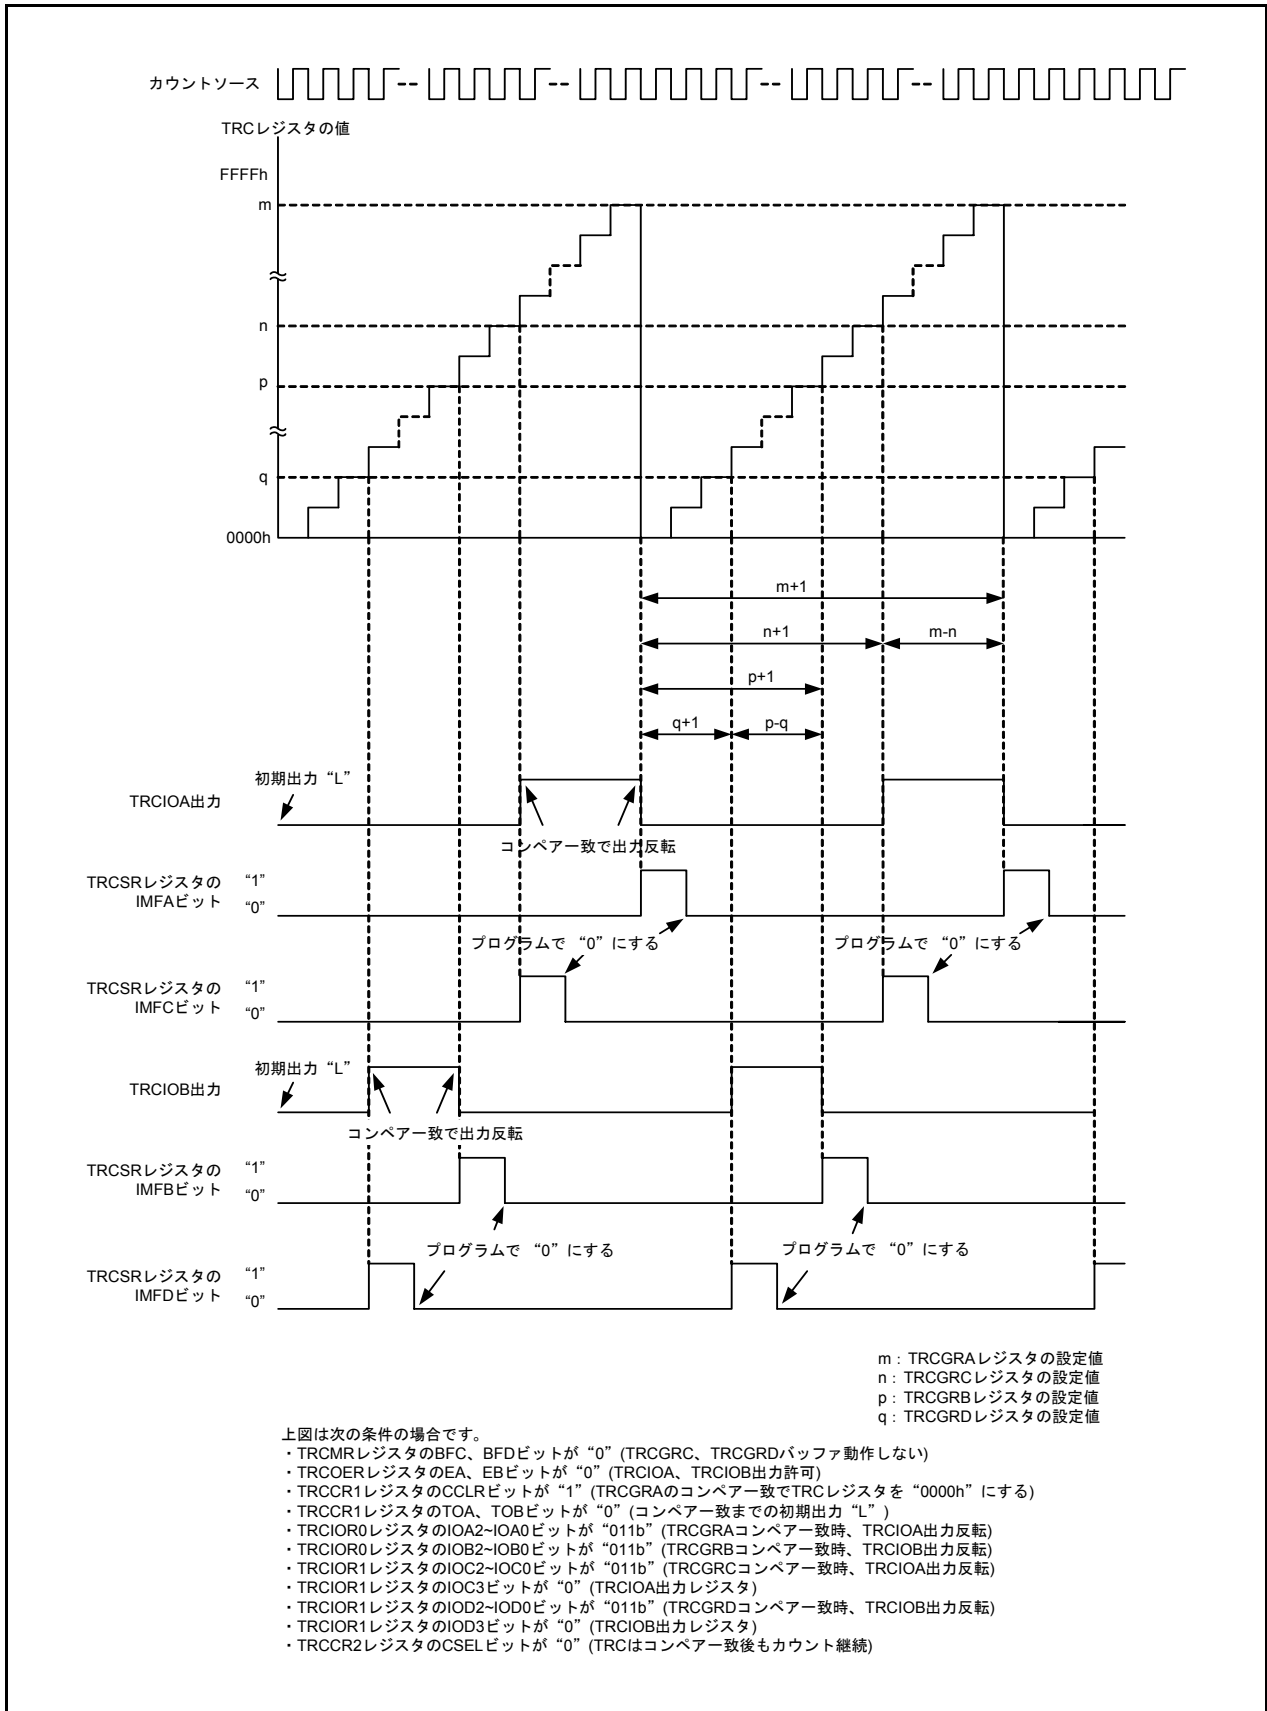 カウントソース
TRCレジスタの値
FFFFh
m
n
p
q
0000h
m+1
n+1
m-n
p+1
q+1
p-q
初期出力 “L”
TRCIOA出力
コンペアー致で出力反転
TRCSRレジスタの
IMFAビット
“1”
“0”
プログラムで “0” にする
プログラムで “0” にする
TRCSRレジスタの
IMFCビット
“1”
“0”
初期出力 “L”
TRCIOB出力
コンペアー致で出力反転
TRCSRレジスタの
IMFBビット
“1”
“0”
プログラムで “0” にする
プログラムで “0” にする
TRCSRレジスタの
IMFDビット
“1”
“0”
m : TRCGRAレジスタの設定値
n : TRCGRCレジスタの設定値
p : TRCGRBレジスタの設定値
q : TRCGRDレジスタの設定値
上図は次の条件の場合です。
・TRCMRレジスタのBFC、BFDビットが “0” (TRCGRC、TRCGRDバッファ動作しない)
・TRCOERレジスタのEA、EBビットが “0” (TRCIOA、TRCIOB出力許可)
・TRCCR1レジスタのCCLRビットが “1” (TRCGRAのコンペアー致でTRCレジスタを “0000h” にする)
・TRCCR1レジスタのTOA、TOBビットが “0” (コンペアー致までの初期出力 “L” )
・TRCIOR0レジスタのIOA2~IOA0ビットが “011b” (TRCGRAコンペアー致時、TRCIOA出力反転)
・TRCIOR0レジスタのIOB2~IOB0ビットが “011b” (TRCGRBコンペアー致時、TRCIOB出力反転)
・TRCIOR1レジスタのIOC2~IOC0ビットが “011b” (TRCGRCコンペアー致時、TRCIOA出力反転)
・TRCIOR1レジスタのIOC3ビットが “0” (TRCIOA出力レジスタ)
・TRCIOR1レジスタのIOD2~IOD0ビットが “011b” (TRCGRDコンペアー致時、TRCIOB出力反転)
・TRCIOR1レジスタのIOD3ビットが “0” (TRCIOB出力レジスタ)
・TRCCR2レジスタのCSELビットが “0” (TRCはコンペアー致後もカウント継続)